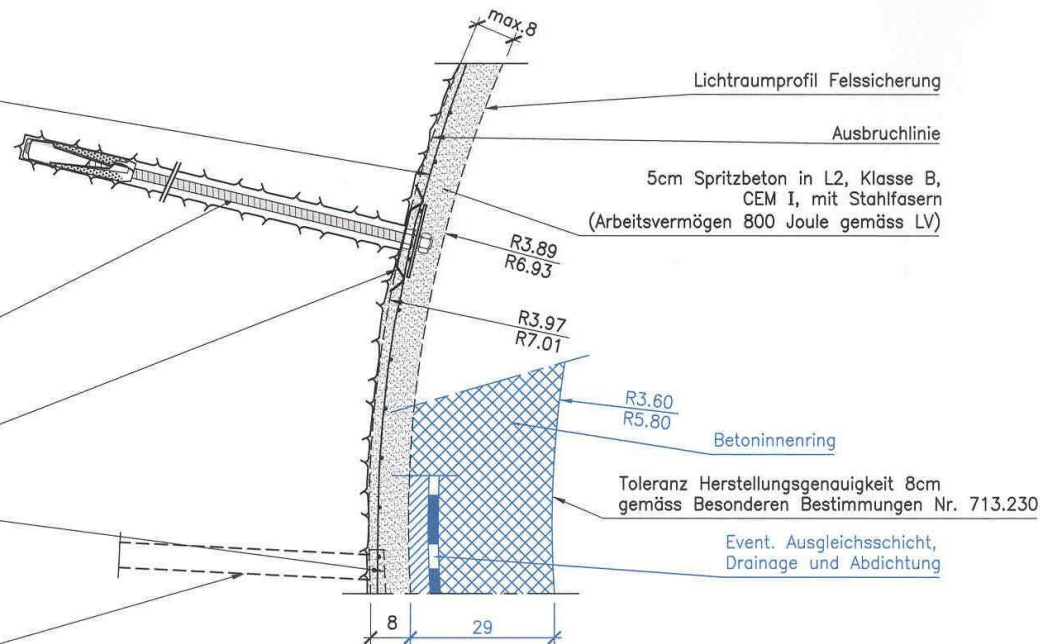 max.8
Lichtraumprofil Felssicherung
Ausbruchlinie
5cm Spritzbeton in L2, Klasse B,
CEM I, mit Stahlfasern
(Arbeitsvermögen 800 Joule gemäss LV)
R3.89
R6.93
R3.97
R7.01
R3.60
R5.80
Betoninnenring
Toleranz Herstellungsgenauigkeit 8cm
gemäss Besonderen Bestimmungen Nr. 713.230
Event. Ausgleichsschicht,
Drainage und Abdichtung
8
29